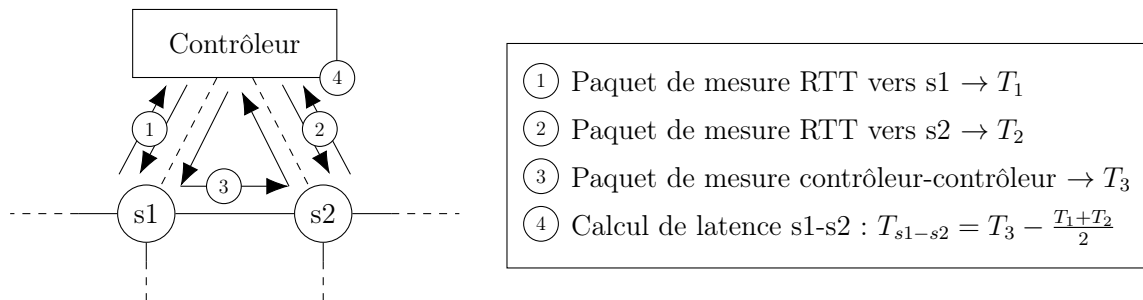 Contrôleur
4
1
2
3
s1
s2
1 Paquet de mesure RTT vers s1 → T₁
2 Paquet de mesure RTT vers s2 → T₂
3 Paquet de mesure contrôleur-contrôleur → T₃
4 Calcul de latence s1-s2 : Tₛ₁₋ₛ₂ = T₃ − (T₁+T₂)/2